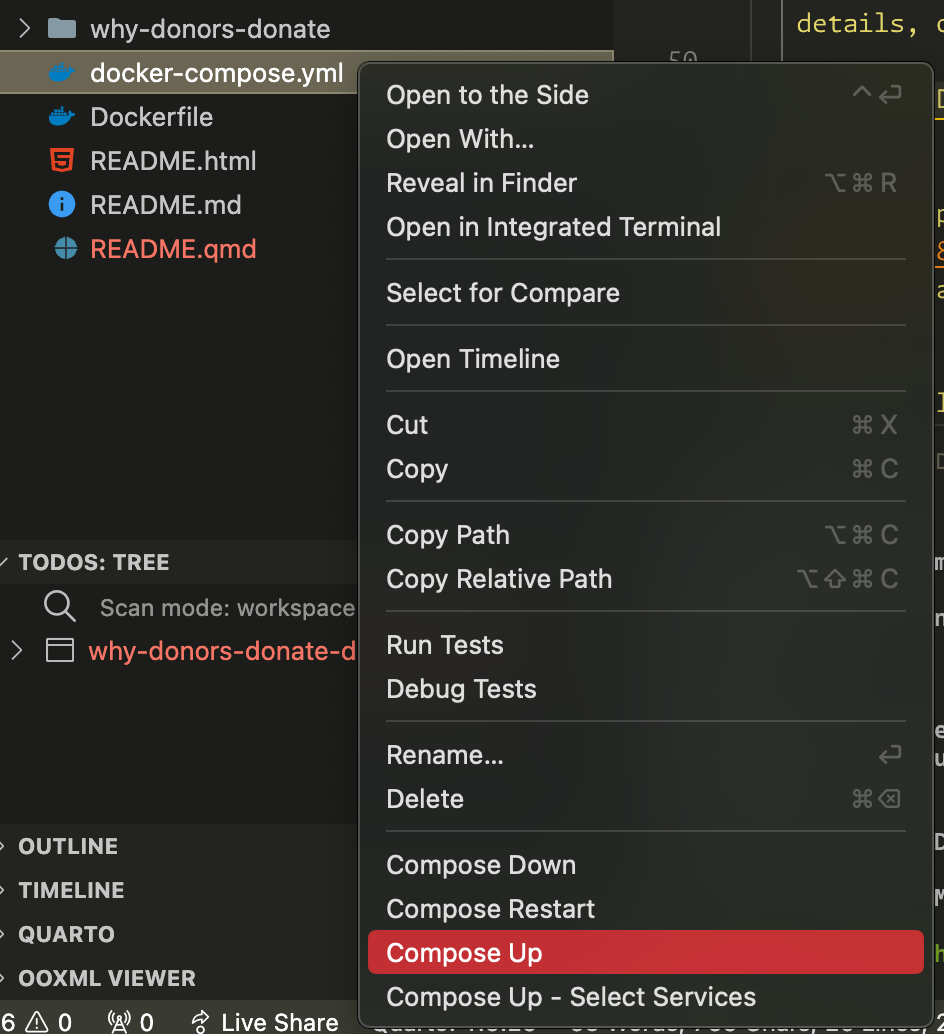 why-donors-donate
details,
50
docker-compose.yml
Open to the Side ^ ⏎
Dockerfile
Open With...
README.html
Reveal in Finder ⌥⌘ R
README.md
Open in Integrated Terminal
README.qmd
Select for Compare
Open Timeline
Cut ⌘ X
Copy ⌘ C
Copy Path ⌥⌘ C
TODOS: TREE
Copy Relative Path ⌥⇧⌘ C
Scan mode: workspace
Run Tests
why-donors-donate-d
Debug Tests
Rename... ⏎
Delete ⌘⌫
OUTLINE
Compose Down
TIMELINE
Compose Restart
QUARTO
Compose Up
OOXML VIEWER
Compose Up - Select Services
6 0 0 Live Share